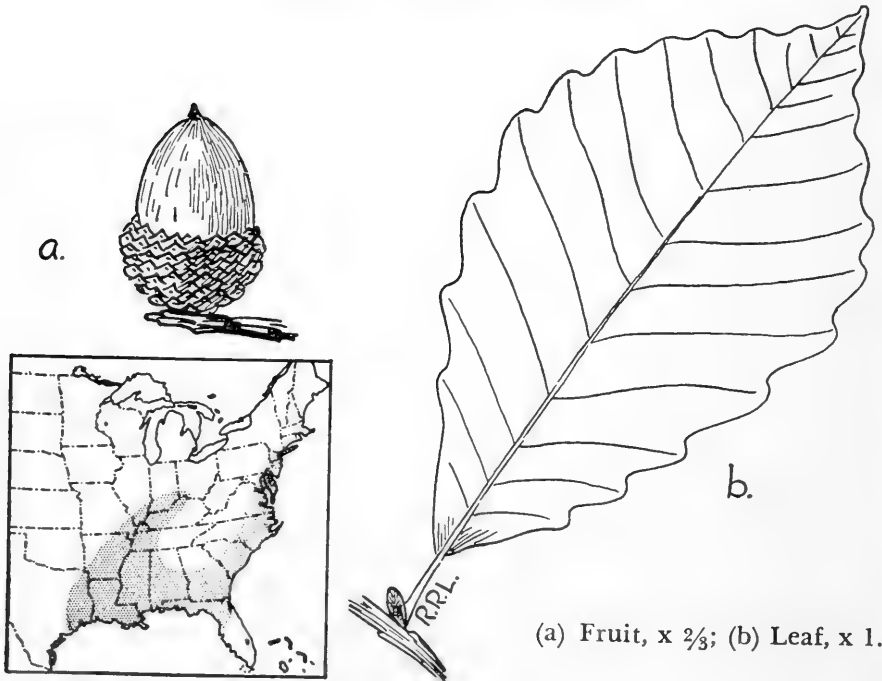 a.
b.
R.P.L.
(a) Fruit, x ⅔; (b) Leaf, x 1.